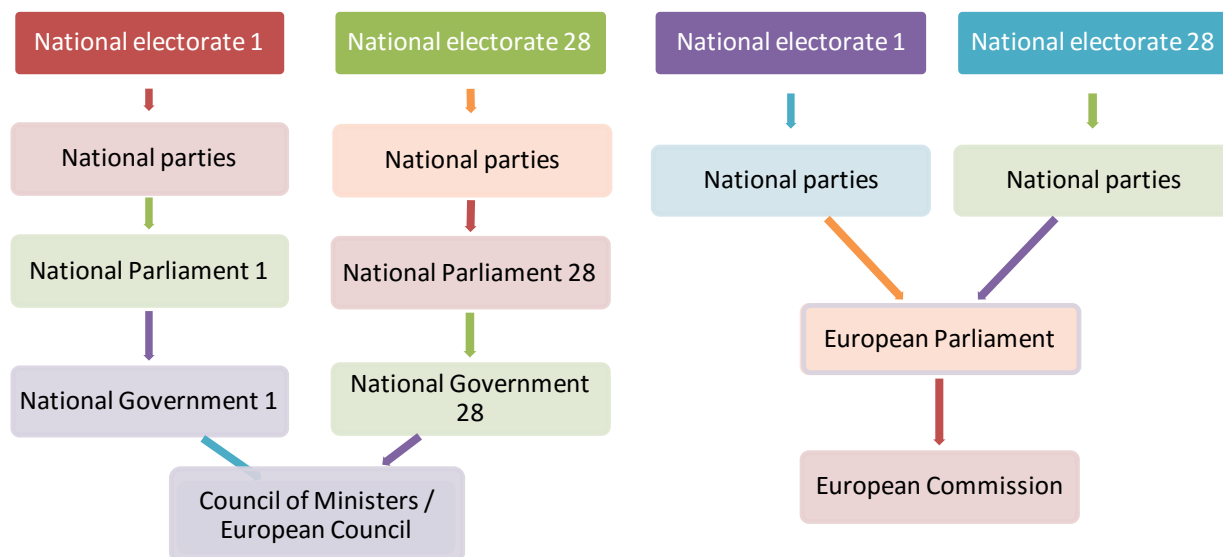 National electorate 1
National electorate 28
National electorate 1
National electorate 28
National parties
National parties
National parties
National parties
National Parliament 1
National Parliament 28
European Parliament
National Government 1
National Government
28
European Commission
Council of Ministers /
European Council